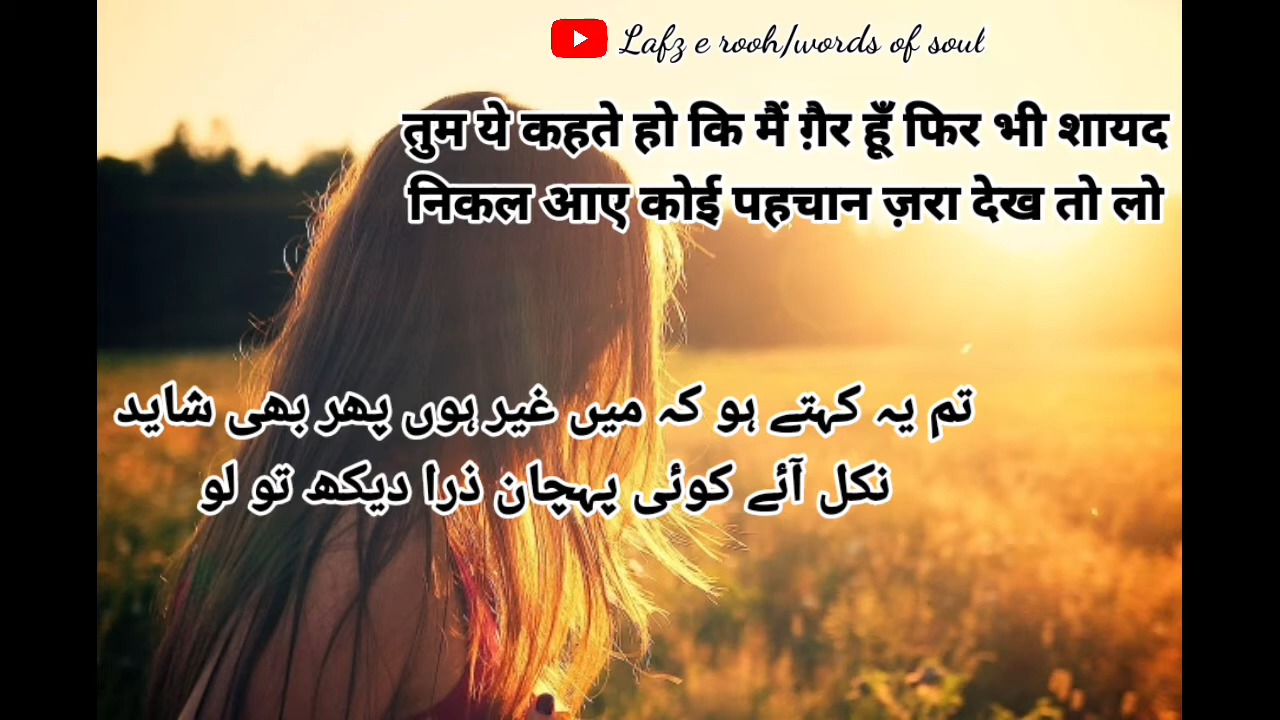 Lafz e rooh/words of soul
तुम ये कहते हो कि मैं ग़ैर हूँ फिर भी शायद
निकल आए कोई पहचान ज़रा देख तो लो
تم یہ کہتے ہو کہ میں غیر ہوں پھر بھی شاید
نکل آئے کوئی پہچان ذرا دیکھ تو لو